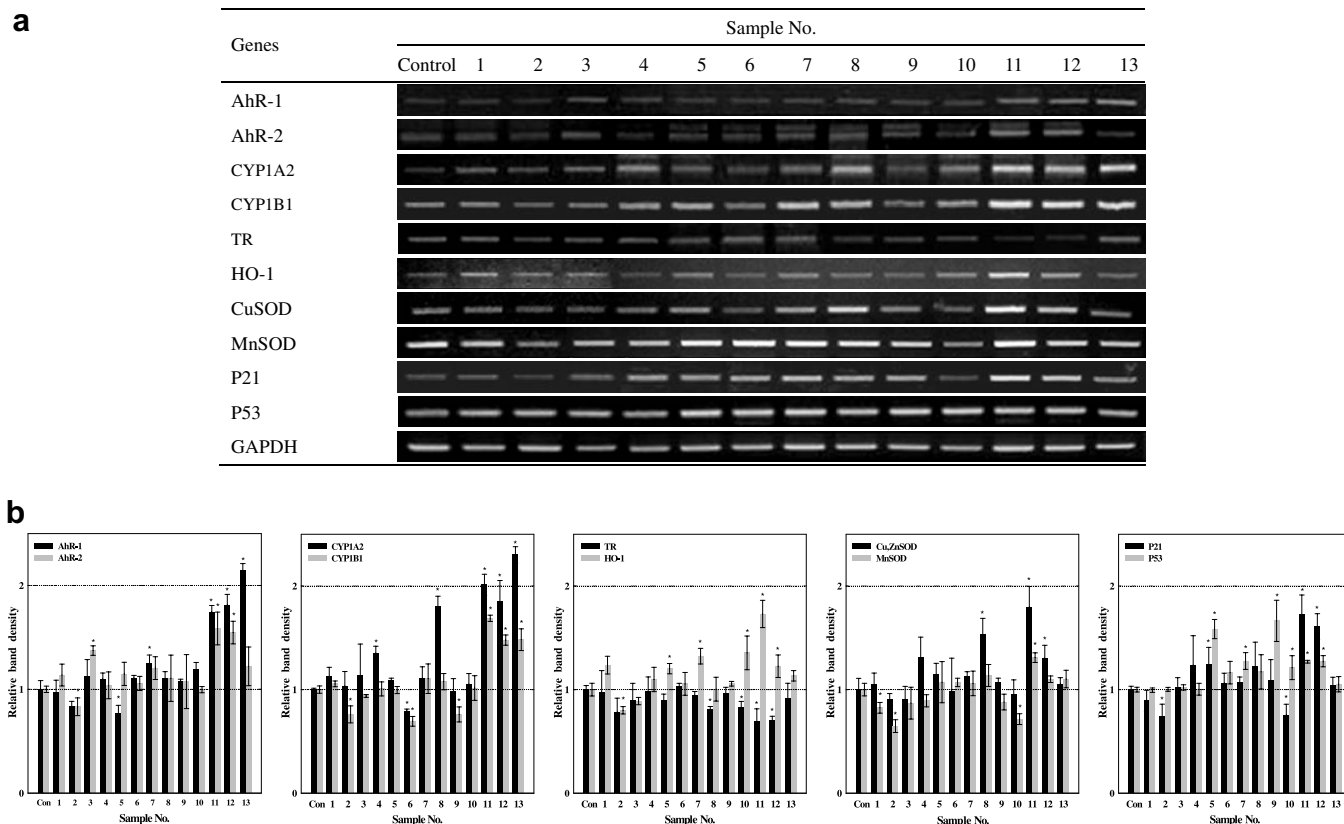 a
Genes Sample No.
Control 1 2 3 4 5 6 7 8 9 10 11 12 13
AhR-1
AhR-2
CYP1A2
CYP1B1
TR
HO-1
CuSOD
MnSOD
P21
P53
GAPDH
b
AhR-1
AhR-2
2
1
0
Relative band density
Con 1 2 3 4 5 6 7 8 9 10 11 12 13
Sample No.
CYP1A2
CYP1B1
2
1
0
Relative band density
Con 1 2 3 4 5 6 7 8 9 10 11 12 13
Sample No.
TR
HO-1
2
1
0
Relative band density
Con 1 2 3 4 5 6 7 8 9 10 11 12 13
Sample No.
Cu,ZnSOD
MnSOD
2
1
0
Relative band density
Con 1 2 3 4 5 6 7 8 9 10 11 12 13
Sample No.
P21
P53
2
1
0
Relative band density
Con 1 2 3 4 5 6 7 8 9 10 11 12 13
Sample No.